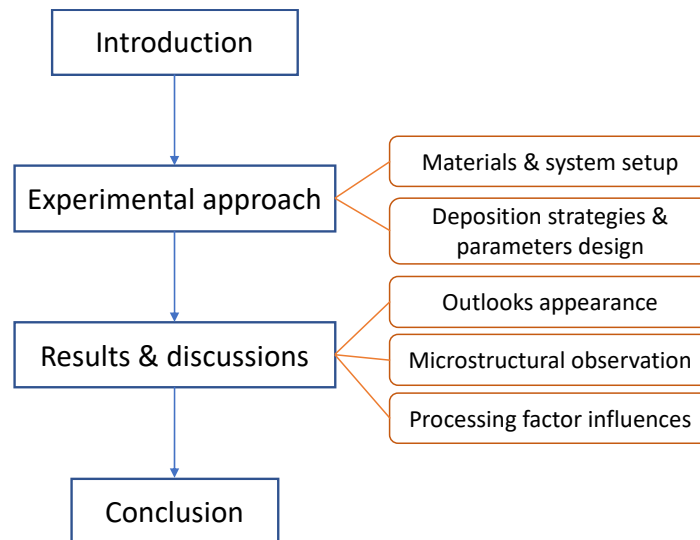 Introduction
Experimental approach
Materials & system setup
Deposition strategies &
parameters design
Results & discussions
Outlooks appearance
Microstructural observation
Processing factor influences
Conclusion